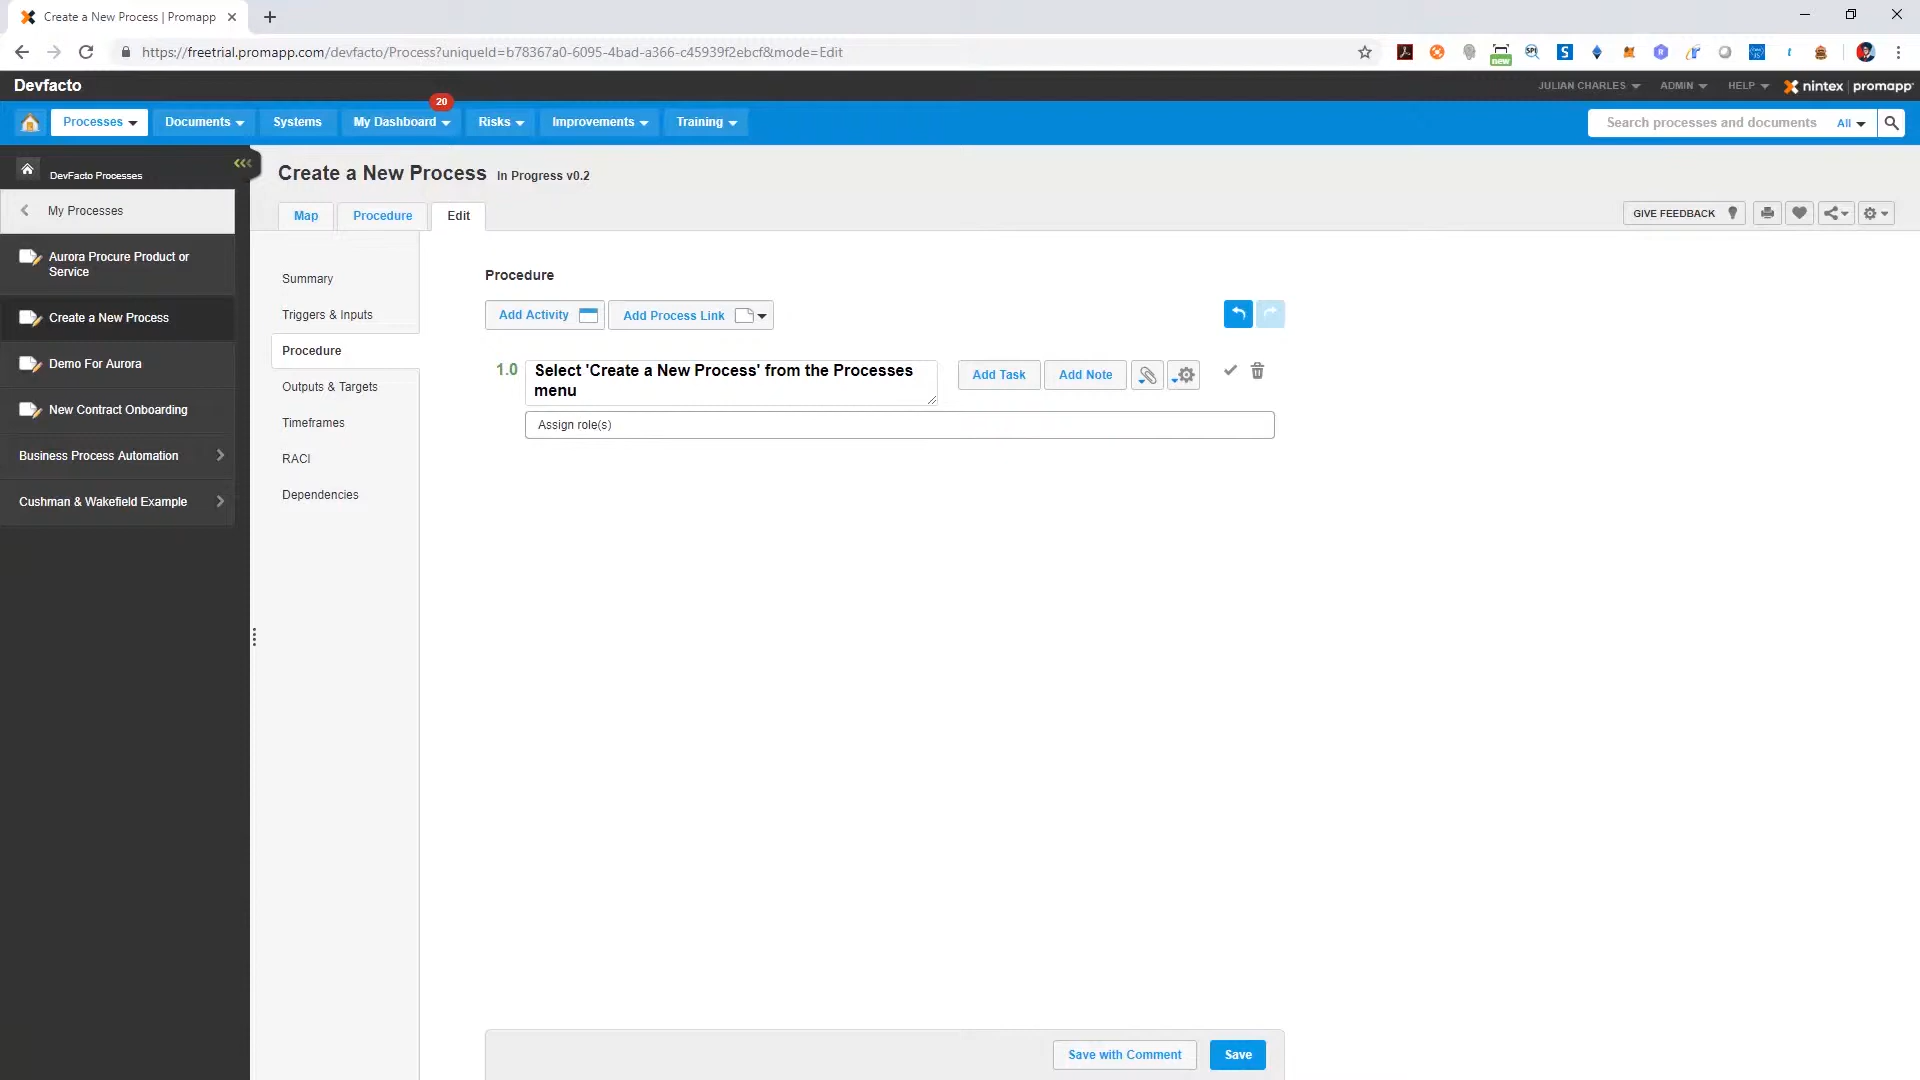 Create a New Process | Promapp
https://freetrial.promapp.com/devfacto/Process?uniqueId=b78367a0-6095-4bad-a366-c45939f2ebcf&mode=Edit
new
Devfacto
JULIAN CHARLES
ADMIN
HELP
nintex | promapp
Processes
Documents
Systems
My Dashboard
20
Risks
Improvements
Training
Search processes and documents
All
DevFacto Processes
My Processes
Aurora Procure Product or
Service
Create a New Process
Demo For Aurora
New Contract Onboarding
Business Process Automation
Cushman & Wakefield Example
Create a New Process In Progress v0.2
Map
Procedure
Edit
GIVE FEEDBACK
Summary
Triggers & Inputs
Procedure
Outputs & Targets
Timeframes
RACI
Dependencies
Procedure
Add Activity
Add Process Link
1.0
Select 'Create a New Process' from the Processes
menu
Add Task
Add Note
Assign role(s)
Save with Comment
Save